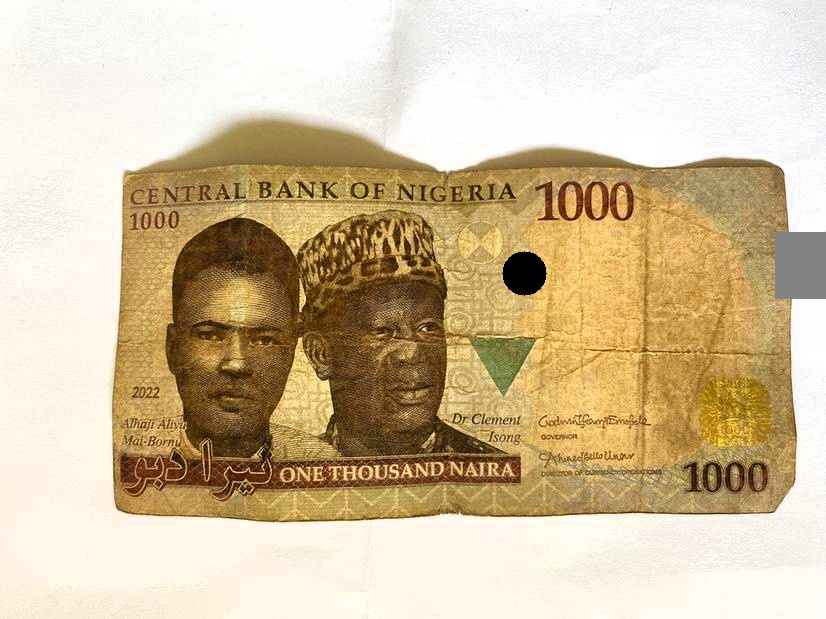 CENTRAL BANK OF NIGERIA 1000
1000
2022
Alhaji Aliyu
Mai-Bornu
Dr Clement
Isong
GOVERNOR
DIRECTOR OF CURRENCY OPERATIONS
نيرا دبو
ONE THOUSAND NAIRA
1000